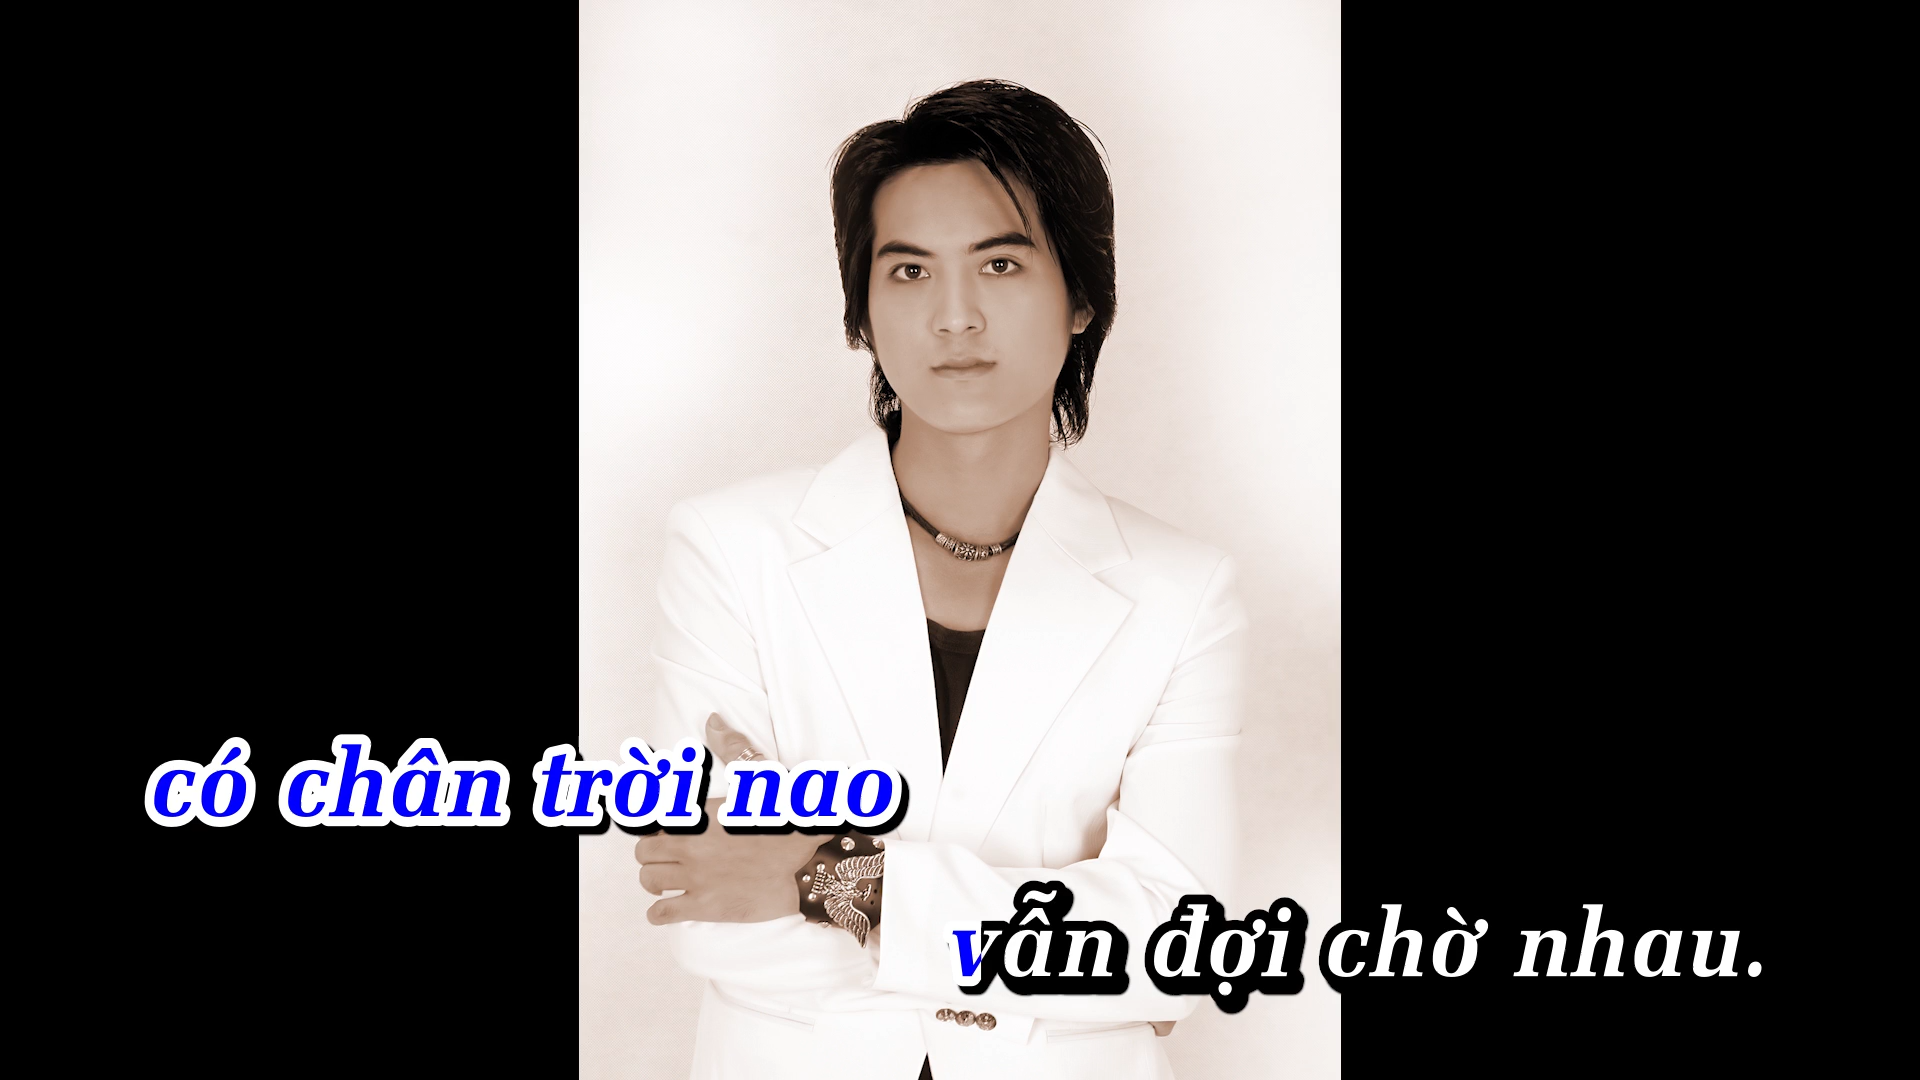 có chân trời nao
vẫn đợi chờ nhau.